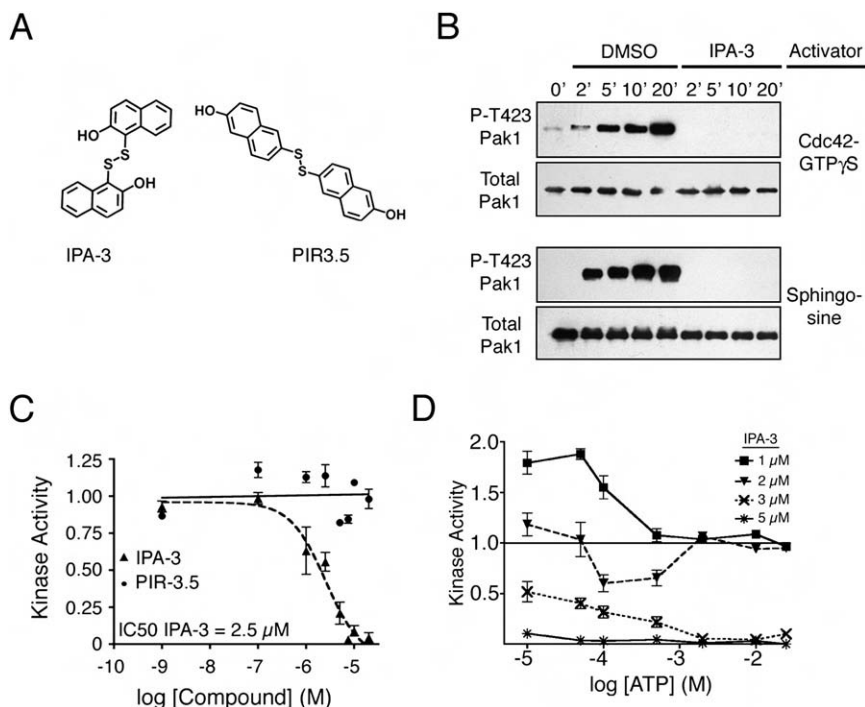 A
HO
S
S
OH
IPA-3
HO
S
S
OH
PIR3.5
B
DMSO IPA-3 Activator
0' 2' 5' 10' 20' 2' 5' 10' 20'
P-T423
Pak1
Total
Pak1
Cdc42-
GTPγS
P-T423
Pak1
Total
Pak1
Sphingo-
sine
C
Kinase Activity
1.25
1.00
0.75
0.50
0.25
0
IPA-3
PIR-3.5
IC50 IPA-3 = 2.5 µM
-10 -9 -8 -7 -6 -5 -4
log [Compound] (M)
D
Kinase Activity
2.0
1.5
1.0
0.5
IPA-3
1 µM
2 µM
3 µM
5 µM
-5 -4 -3 -2
log [ATP] (M)